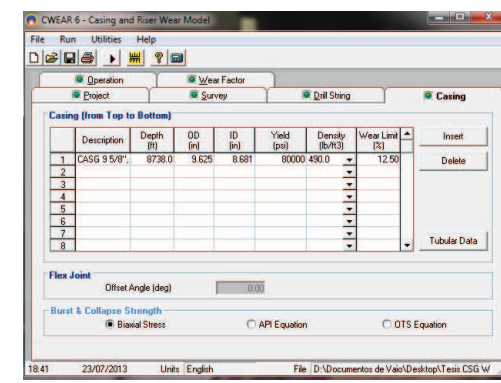 CWEAR 6 - Casing and Riser Wear Model
File Run Utilities Help
Operation Wear Factor
Project Survey Drill String Casing
Casing (from Top to Bottom)
Description Depth (ft) OD (in) ID (in) Yield (psi) Density (lb/ft3) Wear Limit (%)
1 CASG 9 5/8", 8738.0 9.625 8.681 80000 490.0 12.50
2
3
4
5
6
7
8
Insert
Delete
Tubular Data
Flex Joint
Offset Angle (deg) 0.00
Burst & Collapse Strength
Biaxial Stress API Equation OTS Equation
18:41 23/07/2013 Units English File D:\Documentos de Vaio\Desktop\Tesis CSG W